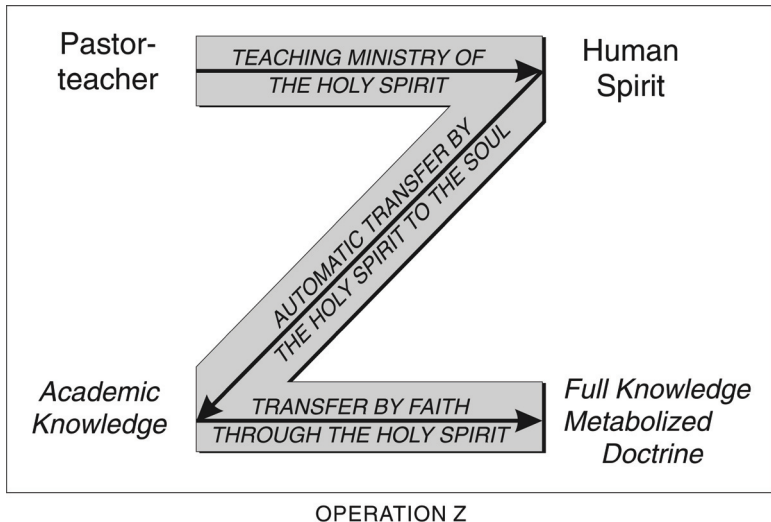 Pastor-
teacher
TEACHING MINISTRY OF
THE HOLY SPIRIT
Human
Spirit
AUTOMATIC TRANSFER BY
THE HOLY SPIRIT TO THE SOUL
Academic
Knowledge
TRANSFER BY FAITH
THROUGH THE HOLY SPIRIT
Full Knowledge
Metabolized
Doctrine
OPERATION Z